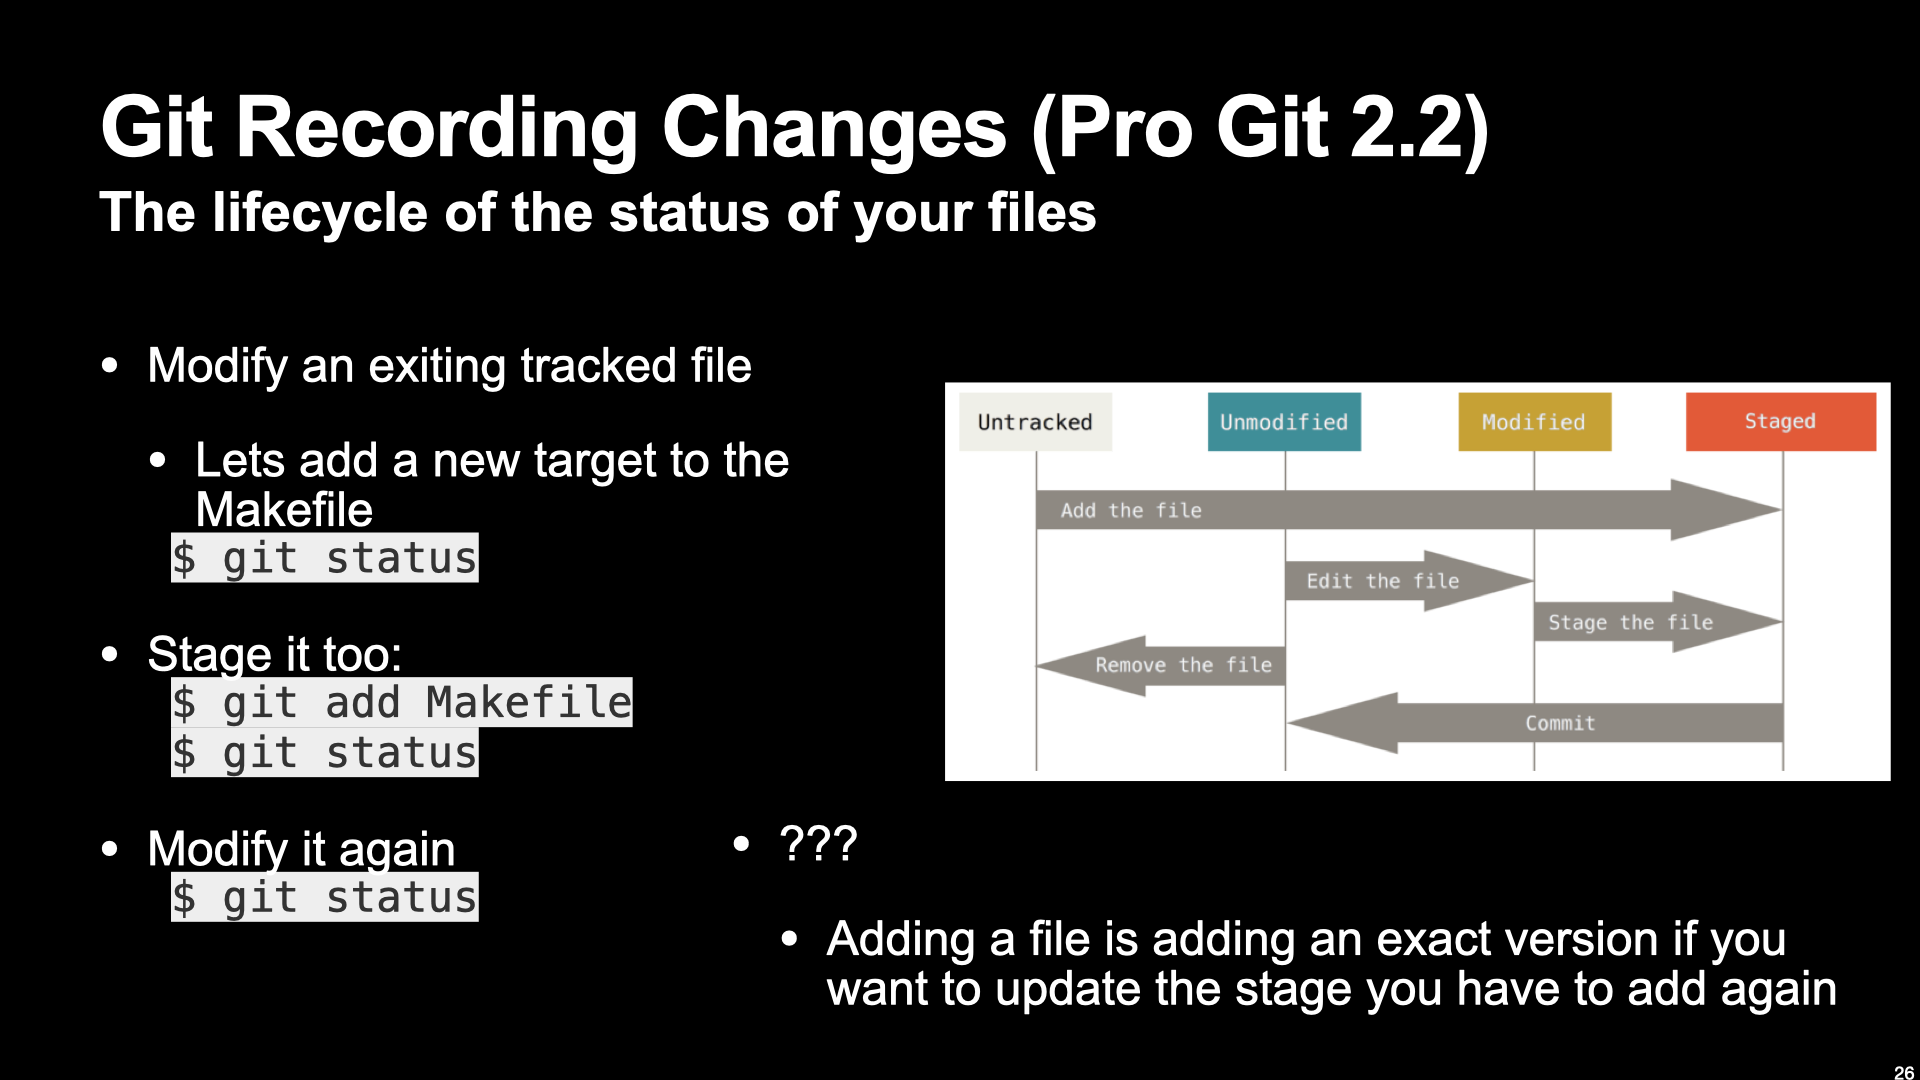 Git Recording Changes (Pro Git 2.2)
The lifecycle of the status of your files
• Modify an exiting tracked file
• Lets add a new target to the
Makefile
$ git status
• Stage it too:
$ git add Makefile
$ git status
• Modify it again
$ git status
Untracked
Unmodified
Modified
Staged
Add the file
Edit the file
Stage the file
Remove the file
Commit
• ???
• Adding a file is adding an exact version if you
want to update the stage you have to add again
26